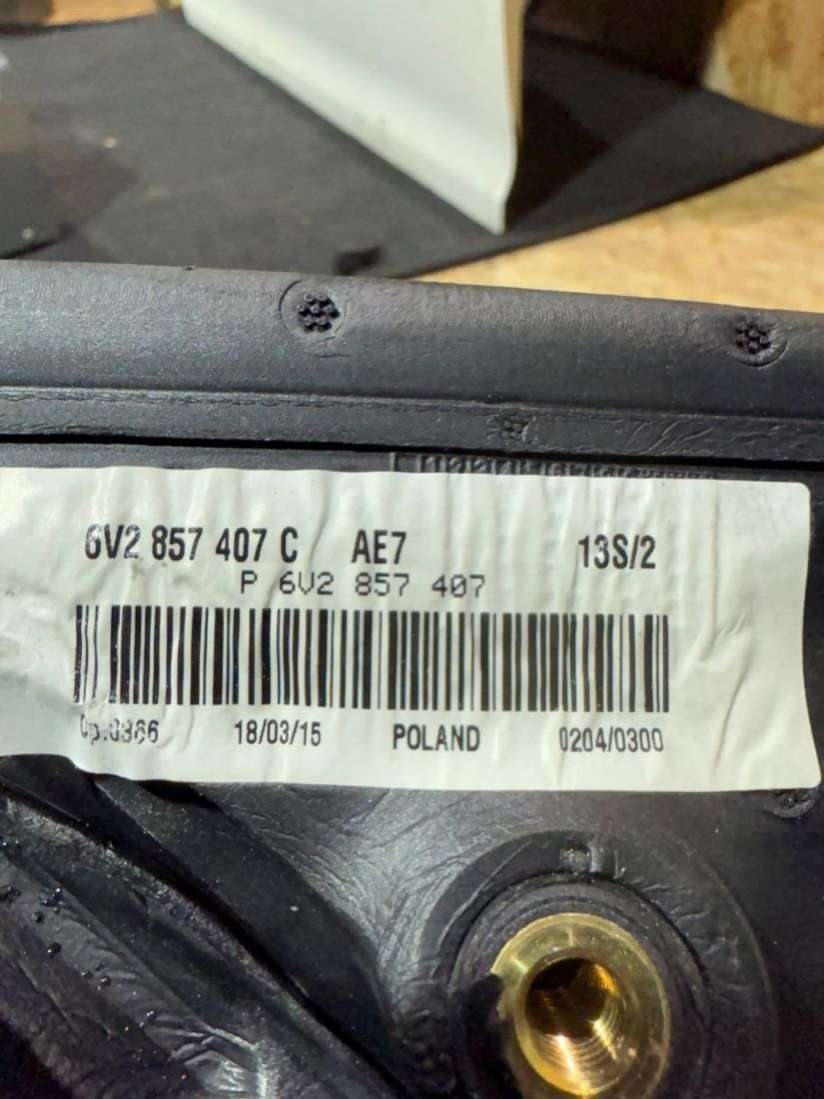 6V2 857 407 C AE7 13S/2
P 6V2 857 407
18/03/15 POLAND 0204/0300